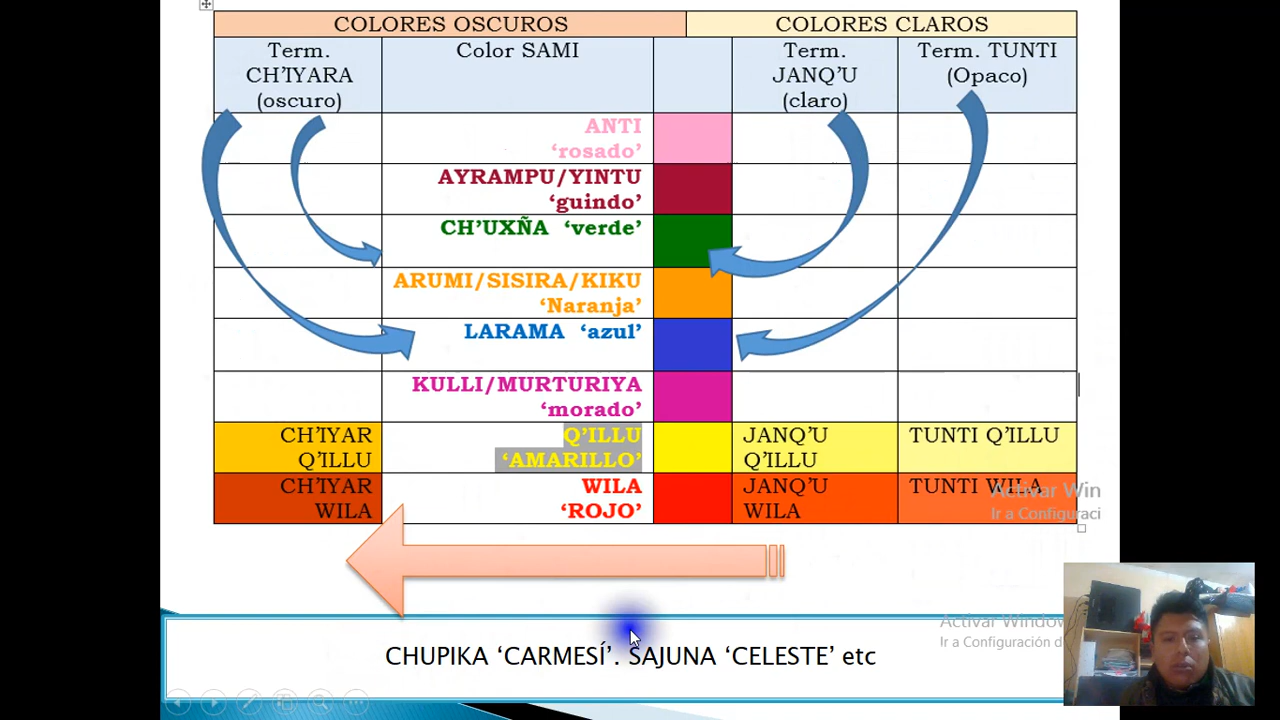 COLORES OSCUROS COLORES CLAROS
Term. CH’IYARA (oscuro) Color SAMI Term. JANQ’U (claro) Term. TUNTI (Opaco)
ANTI
‘rosado’
AYRAMPU/YINTU
‘guindo’
CH’UXÑA ‘verde’
ARUMI/SISIRA/KIKU
‘Naranja’
LARAMA ‘azul’
KULLI/MURTURIYA
‘morado’
CH’IYAR Q’ILLU JANQ’U TUNTI Q’ILLU
Q’ILLU ‘AMARILLO’ Q’ILLU
CH’IYAR WILA JANQ’U TUNTI WILA
WILA ‘ROJO’ WILA
Activar Win
Ir a Configuraci
Activar Window
Ir a Configuración d
CHUPIKA ‘CARMESÍ’. SAJUNA ‘CELESTE’ etc